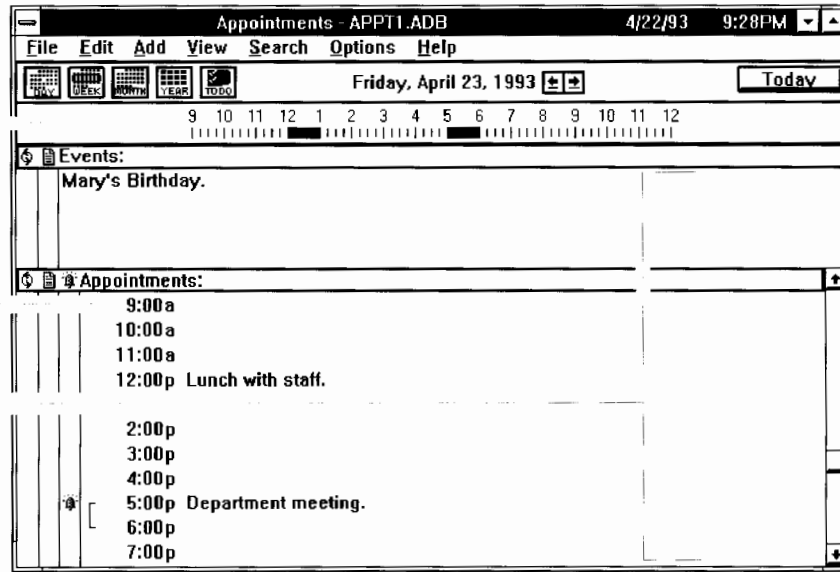 Appointments - APPT1.ADB 4/22/93 9:28PM
File Edit Add View Search Options Help
DAY WEEK MONTH YEAR TODO Friday, April 23, 1993 Today
9 10 11 12 1 2 3 4 5 6 7 8 9 10 11 12
Events:
Mary's Birthday.
Appointments:
9:00a
10:00a
11:00a
12:00p Lunch with staff.
2:00p
3:00p
4:00p
5:00p Department meeting.
6:00p
7:00p